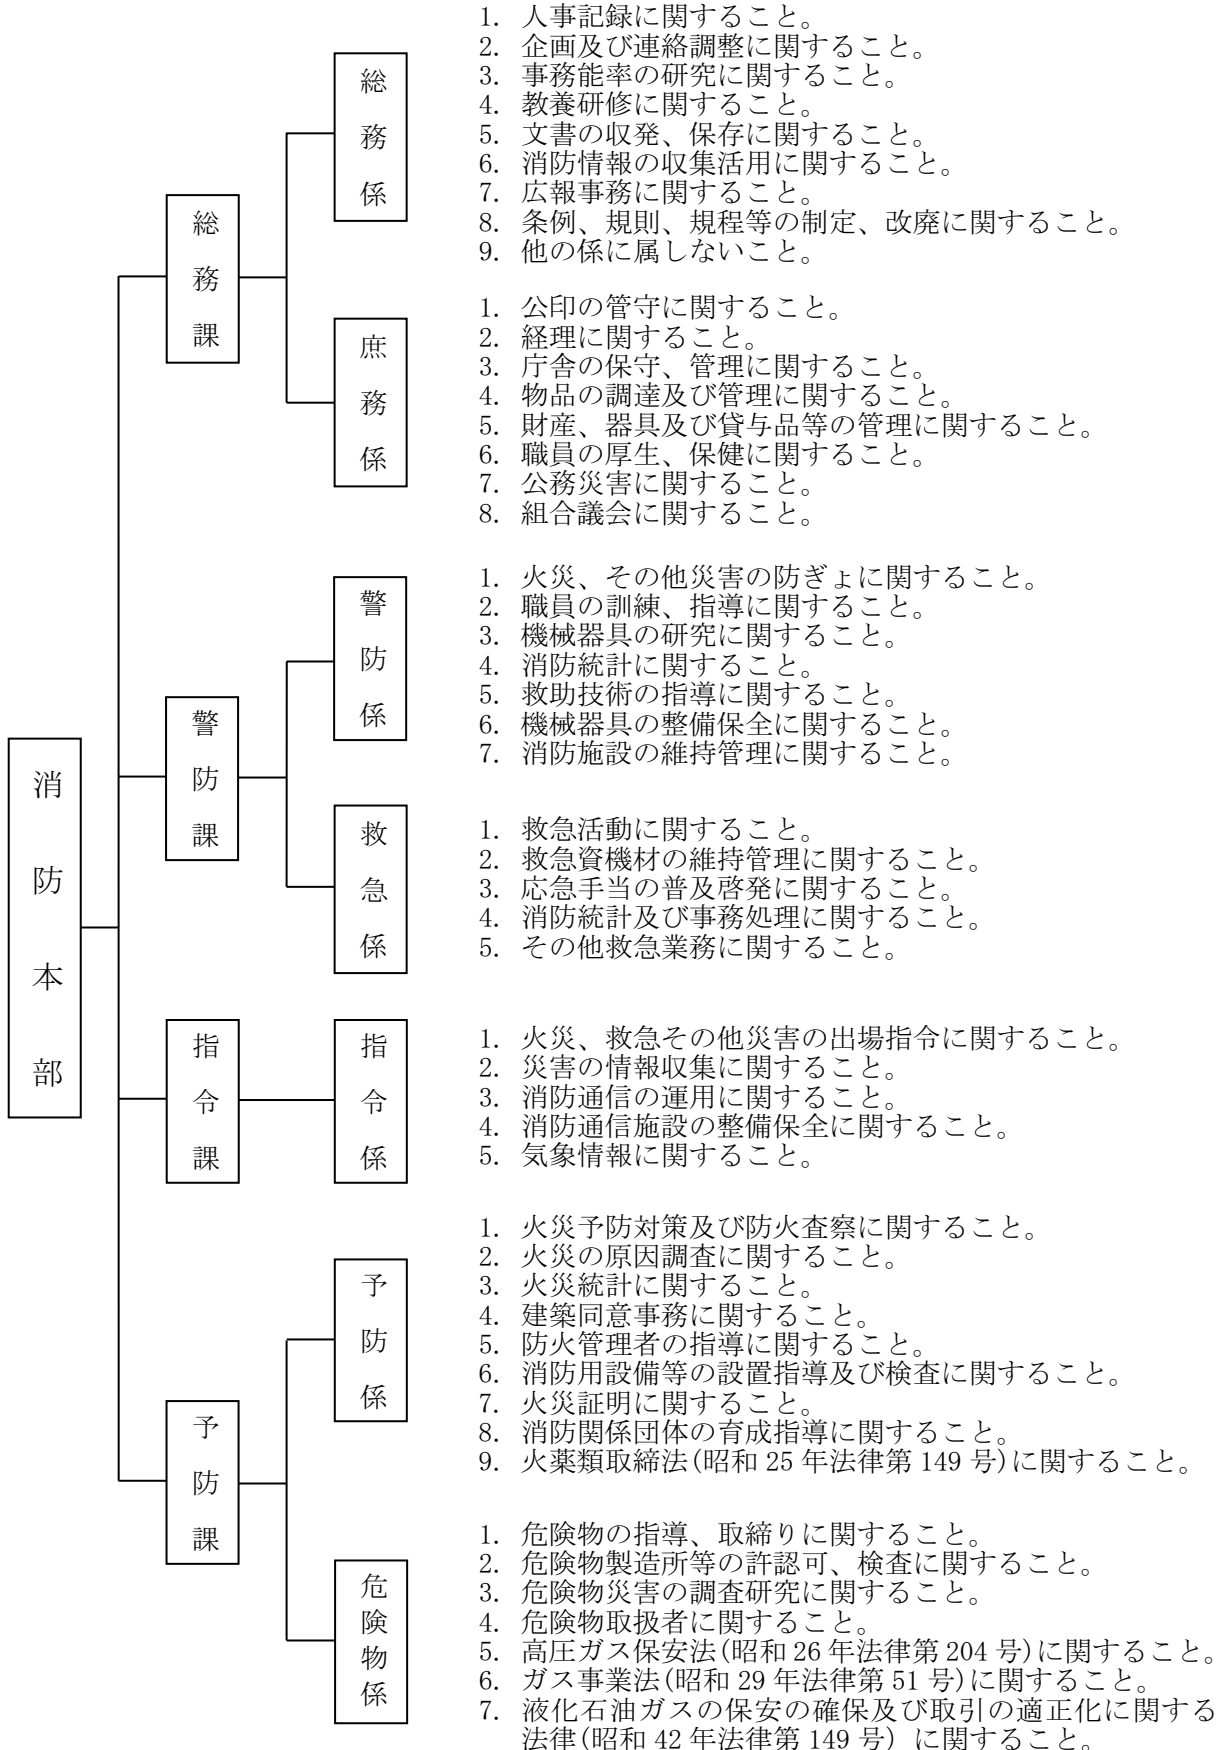 消防本部
総務課
総務係
1. 人事記録に関すること。
2. 企画及び連絡調整に関すること。
3. 事務能率の研究に関すること。
4. 教養研修に関すること。
5. 文書の収発、保存に関すること。
6. 消防情報の収集活用に関すること。
7. 広報事務に関すること。
8. 条例、規則、規程等の制定、改廃に関すること。
9. 他の係に属しないこと。
庶務係
1. 公印の管守に関すること。
2. 経理に関すること。
3. 庁舎の保守、管理に関すること。
4. 物品の調達及び管理に関すること。
5. 財産、器具及び貸与品等の管理に関すること。
6. 職員の厚生、保健に関すること。
7. 公務災害に関すること。
8. 組合議会に関すること。
警防課
警防係
1. 火災、その他災害の防ぎょに関すること。
2. 職員の訓練、指導に関すること。
3. 機械器具の研究に関すること。
4. 消防統計に関すること。
5. 救助技術の指導に関すること。
6. 機械器具の整備保全に関すること。
7. 消防施設の維持管理に関すること。
救急係
1. 救急活動に関すること。
2. 救急資機材の維持管理に関すること。
3. 応急手当の普及啓発に関すること。
4. 消防統計及び事務処理に関すること。
5. その他救急業務に関すること。
指令課
指令係
1. 火災、救急その他災害の出場指令に関すること。
2. 災害の情報収集に関すること。
3. 消防通信の運用に関すること。
4. 消防通信施設の整備保全に関すること。
5. 気象情報に関すること。
予防課
予防係
1. 火災予防対策及び防火査察に関すること。
2. 火災の原因調査に関すること。
3. 火災統計に関すること。
4. 建築同意事務に関すること。
5. 防火管理者の指導に関すること。
6. 消防用設備等の設置指導及び検査に関すること。
7. 火災証明に関すること。
8. 消防関係団体の育成指導に関すること。
9. 火薬類取締法(昭和 25 年法律第 149 号)に関すること。
危険物係
1. 危険物の指導、取締りに関すること。
2. 危険物製造所等の許認可、検査に関すること。
3. 危険物災害の調査研究に関すること。
4. 危険物取扱者に関すること。
5. 高圧ガス保安法(昭和 26 年法律第 204 号)に関すること。
6. ガス事業法(昭和 29 年法律第 51 号)に関すること。
7. 液化石油ガスの保安の確保及び取引の適正化に関する
法律(昭和 42 年法律第 149 号) に関すること。